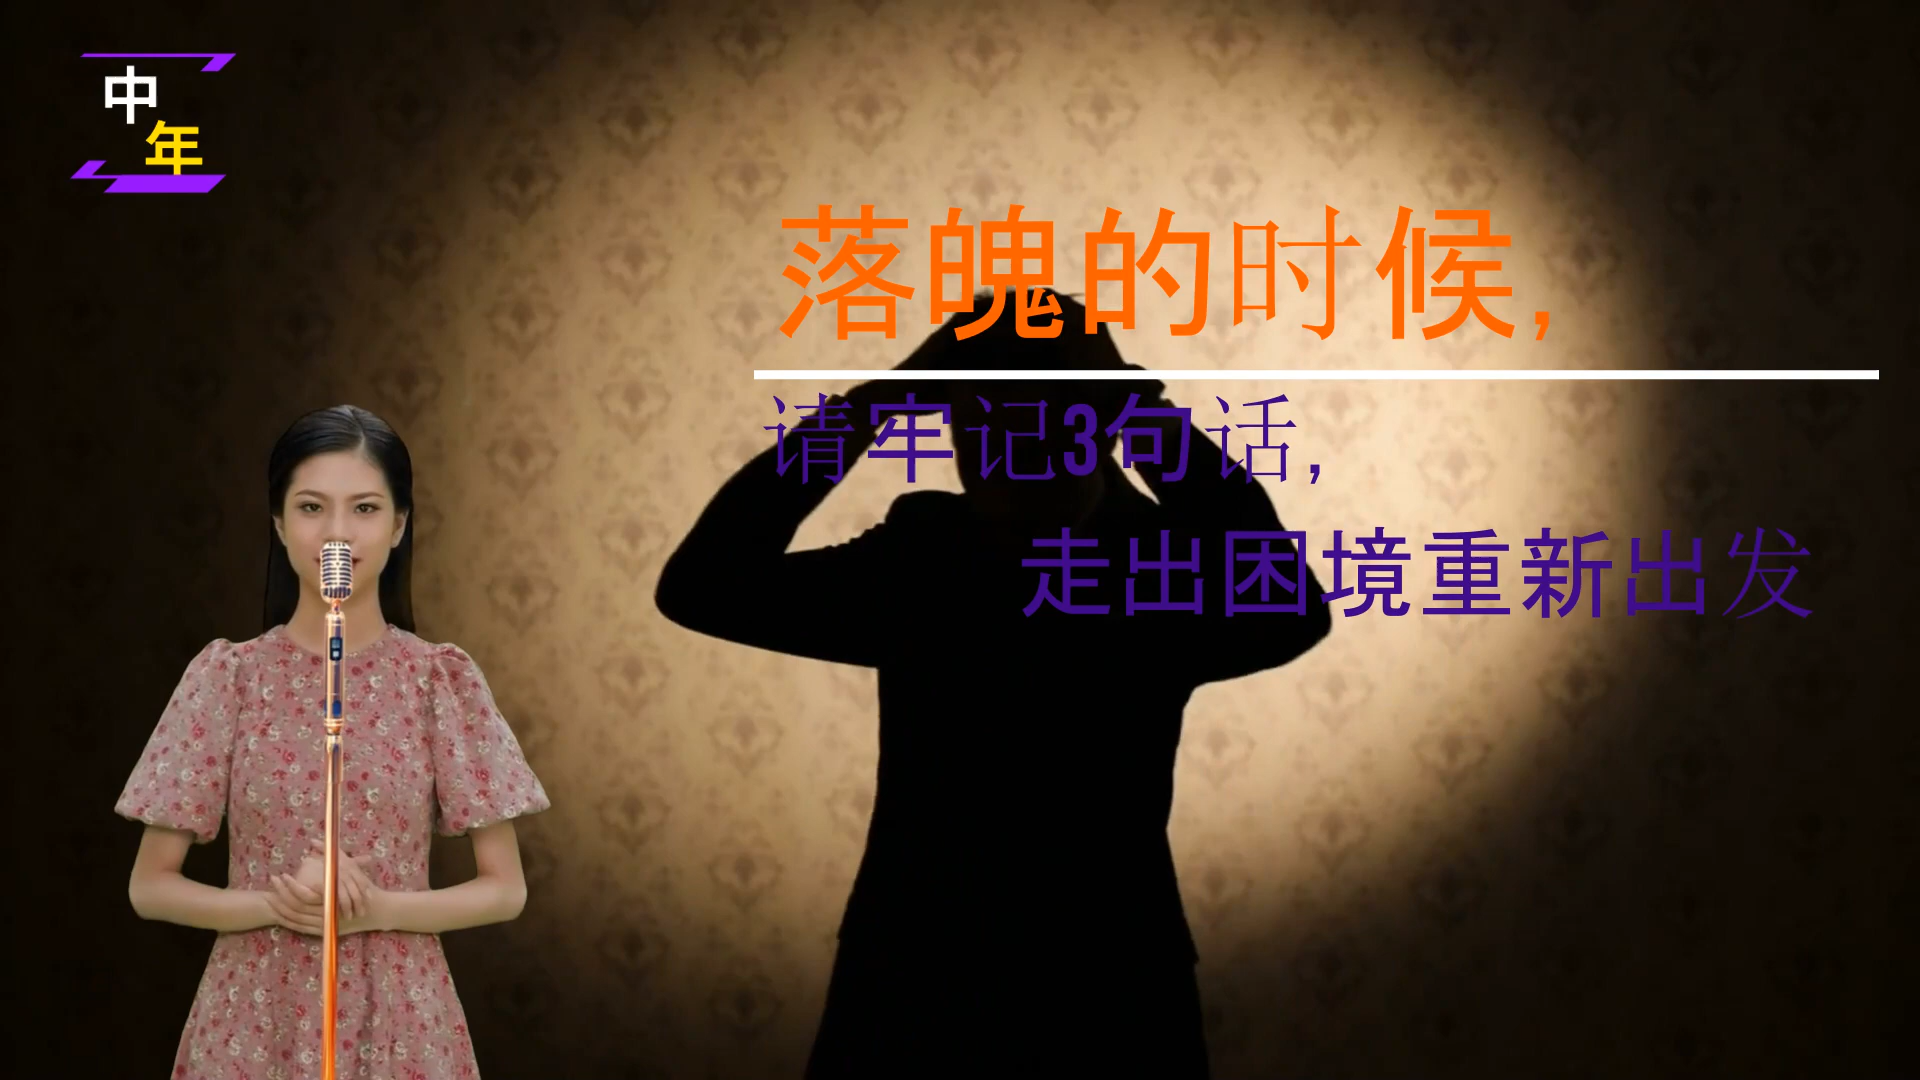 中
年
落魄的时候,
请牢记3句话,
走出困境重新出发